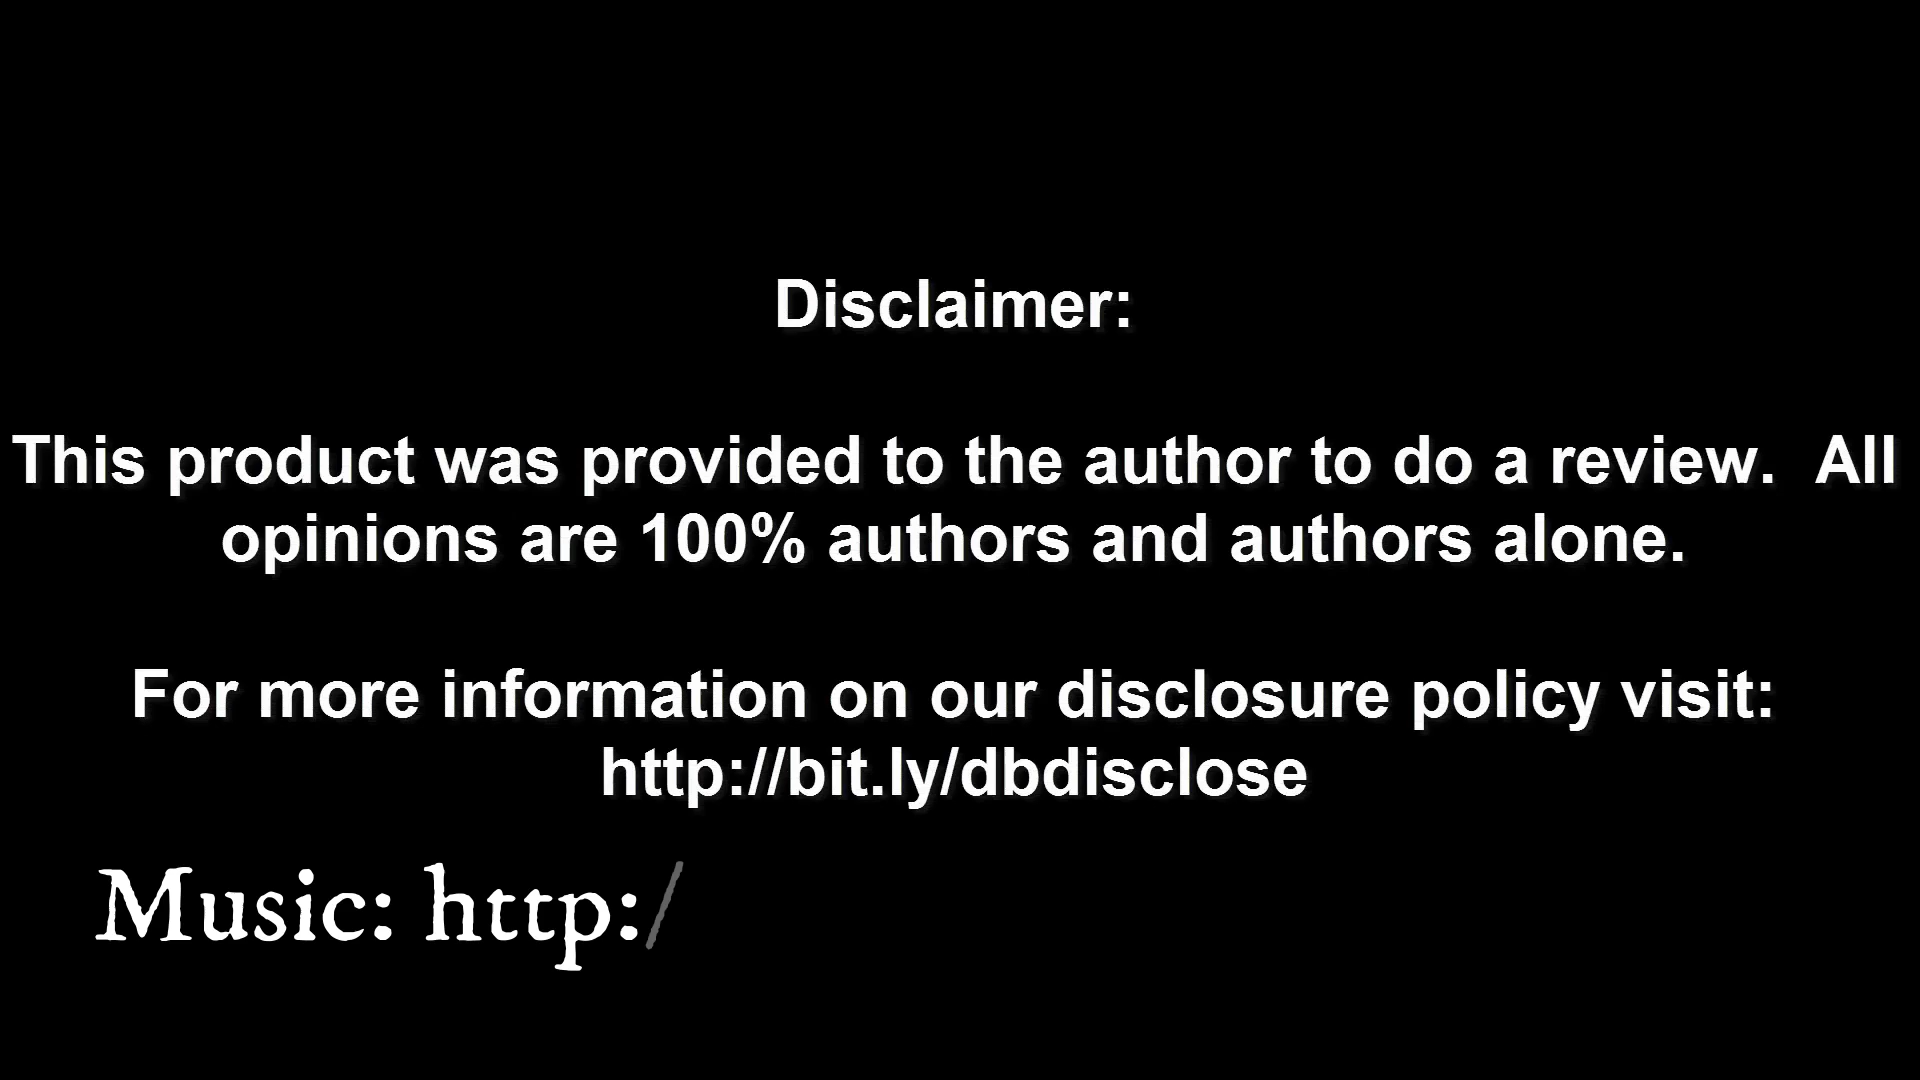 Disclaimer:
This product was provided to the author to do a review.  All
opinions are 100% authors and authors alone.
For more information on our disclosure policy visit:
http://bit.ly/dbdisclose
Music: http:/